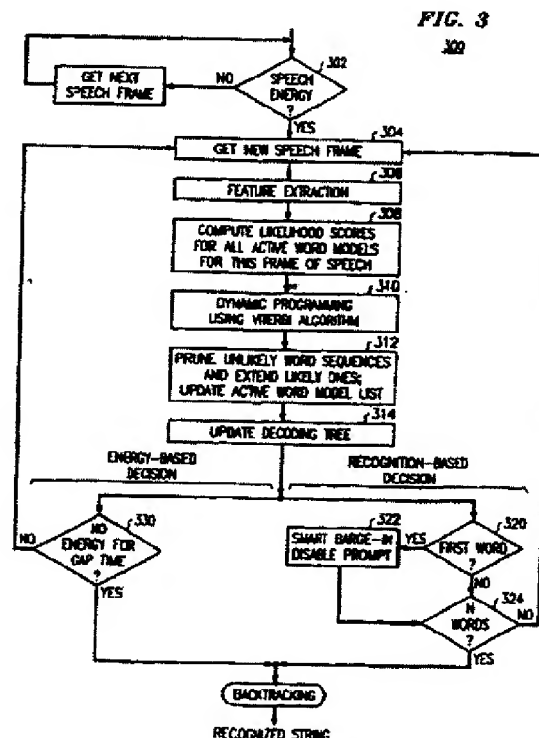 FIG. 3
300
302
SPEECH
ENERGY
?
NO
YES
GET NEXT
SPEECH FRAME
304
GET NEW SPEECH FRAME
306
FEATURE EXTRACTION
308
COMPUTE LIKELIHOOD SCORES
FOR ALL ACTIVE WORD MODELS
FOR THIS FRAME OF SPEECH
310
DYNAMIC PROGRAMMING
USING VITERBI ALGORITHM
312
PRUNE UNLIKELY WORD SEQUENCES
AND EXTEND LIKELY ONES;
UPDATE ACTIVE WORD MODEL LIST
314
UPDATE DECODING TREE
ENERGY-BASED
DECISION
RECOGNITION-BASED
DECISION
330
NO
ENERGY FOR
GAP TIME
?
NO
YES
322
SMART BARGE-IN
DISABLE PROMPT
YES
320
FIRST WORD
?
NO
324
N
WORDS
?
NO
YES
BACKTRACKING
RECOGNIZED STRING